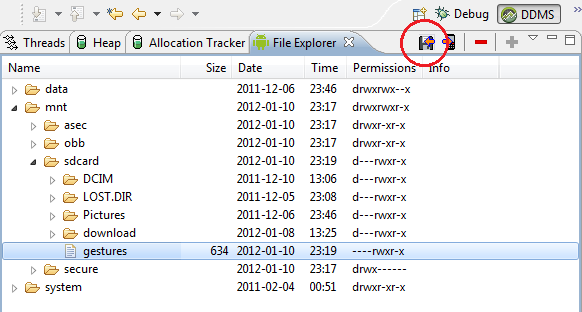 Debug DDMS
Threads Heap Allocation Tracker File Explorer
Name Size Date Time Permissions Info
data 2011-12-06 23:46 drwxrwx--x
mnt 2012-01-10 23:17 drwxrwxr-x
asec 2012-01-10 23:17 drwxr-xr-x
obb 2012-01-10 23:17 drwxr-xr-x
sdcard 2012-01-10 23:19 d---rwxr-x
DCIM 2011-12-10 13:06 d---rwxr-x
LOST.DIR 2011-12-05 23:08 d---rwxr-x
Pictures 2011-12-06 23:46 d---rwxr-x
download 2012-01-08 13:25 d---rwxr-x
gestures 634 2012-01-10 23:19 ----rwxr-x
secure 2012-01-10 23:17 drwx------
system 2011-02-04 00:51 drwxr-xr-x